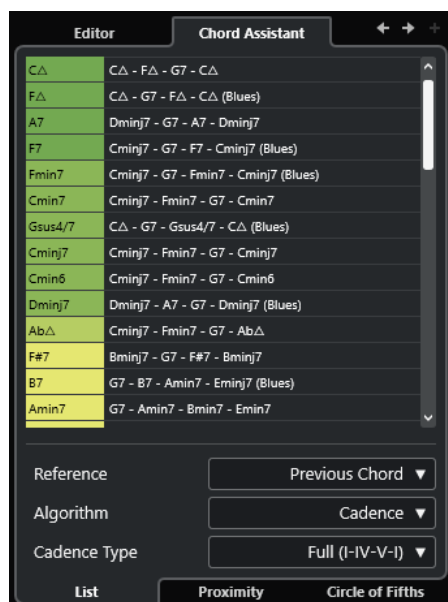 Editor Chord Assistant
C△ C△ - F△ - G7 - C△
F△ C△ - G7 - F△ - C△ (Blues)
A7 Dminj7 - G7 - A7 - Dminj7
F7 Cminj7 - G7 - F7 - Cminj7 (Blues)
Fmin7 Cminj7 - G7 - Fmin7 - Cminj7 (Blues)
Cmin7 Cminj7 - Fmin7 - G7 - Cmin7
Gsus4/7 C△ - G7 - Gsus4/7 - C△ (Blues)
Cminj7 Cminj7 - Fmin7 - G7 - Cminj7
Cmin6 Cminj7 - Fmin7 - G7 - Cmin6
Dminj7 Dminj7 - A7 - G7 - Dminj7 (Blues)
Ab△ Cminj7 - Fmin7 - G7 - Ab△
F#7 Bminj7 - G7 - F#7 - Bminj7
B7 G7 - B7 - Amin7 - Eminj7 (Blues)
Amin7 G7 - Amin7 - Bmin7 - Emin7
Reference Previous Chord
Algorithm Cadence
Cadence Type Full (I-IV-V-I)
List Proximity Circle of Fifths